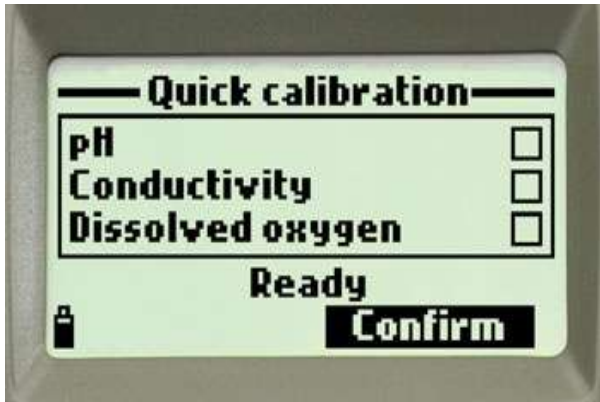 Quick calibration
pH
Conductivity
Dissolved oxygen
Ready
Confirm